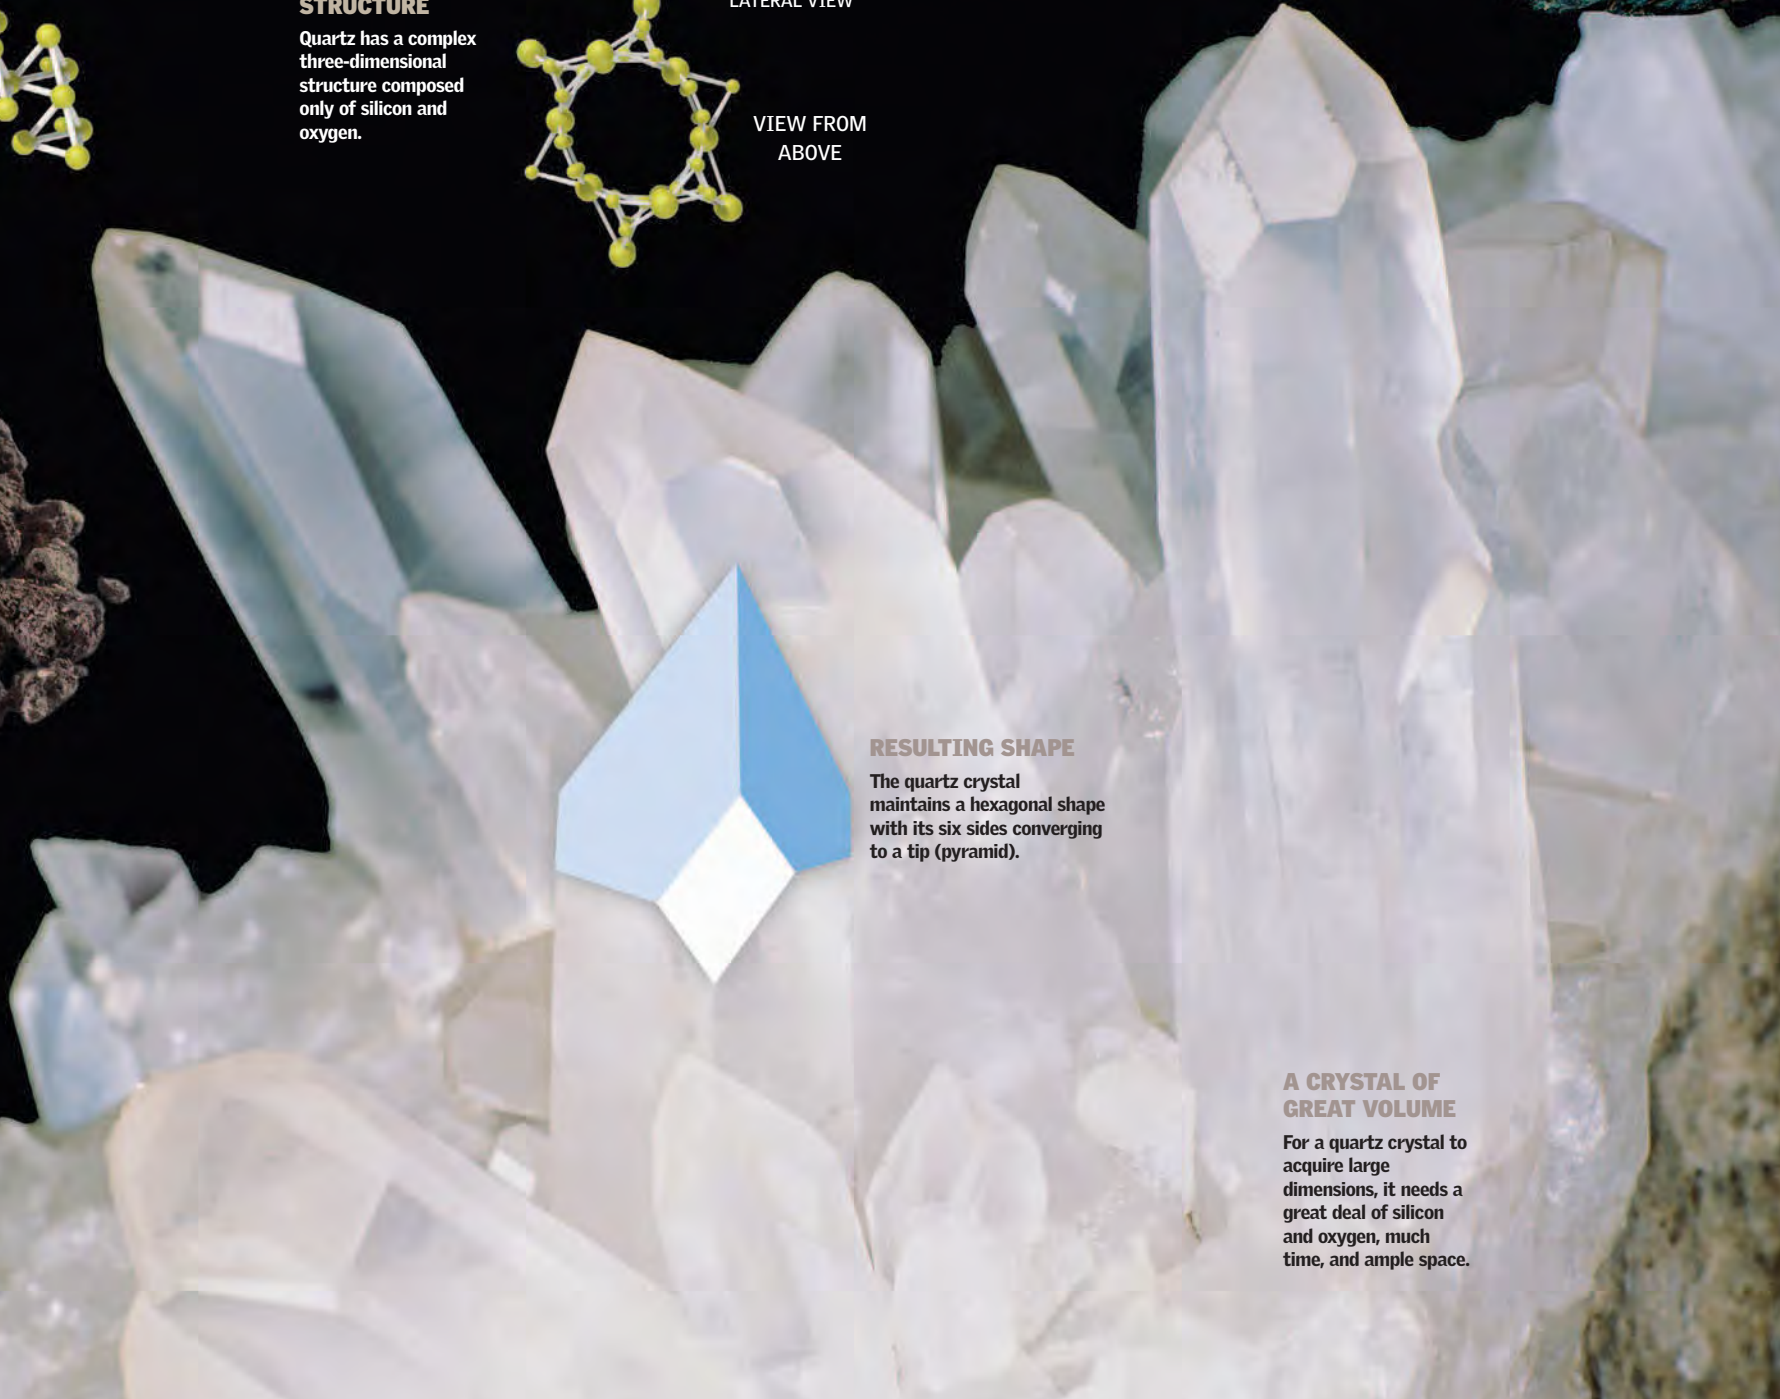 STRUCTURE
Quartz has a complex
three-dimensional
structure composed
only of silicon and
oxygen.
LATERAL VIEW
VIEW FROM
ABOVE
RESULTING SHAPE
The quartz crystal
maintains a hexagonal shape
with its six sides converging
to a tip (pyramid).
A CRYSTAL OF
GREAT VOLUME
For a quartz crystal to
acquire large
dimensions, it needs a
great deal of silicon
and oxygen, much
time, and ample space.